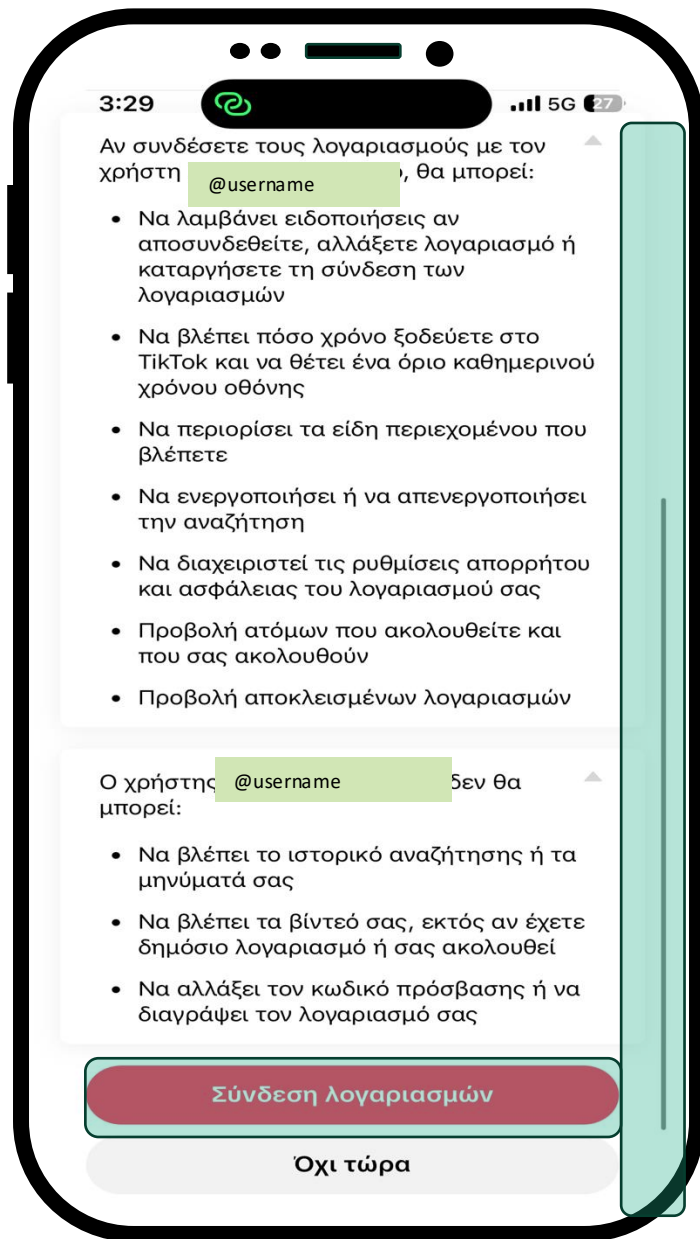 3:29 5G 27
Αν συνδέσετε τους λογαριασμούς με τον
χρήστη @username , θα μπορεί:
• Να λαμβάνει ειδοποιήσεις αν
αποσυνδεθείτε, αλλάξετε λογαριασμό ή
καταργήσετε τη σύνδεση των
λογαριασμών
• Να βλέπει πόσο χρόνο ξοδεύετε στο
TikTok και να θέτει ένα όριο καθημερινού
χρόνου οθόνης
• Να περιορίσει τα είδη περιεχομένου που
βλέπετε
• Να ενεργοποιήσει ή να απενεργοποιήσει
την αναζήτηση
• Να διαχειριστεί τις ρυθμίσεις απορρήτου
και ασφάλειας του λογαριασμού σας
• Προβολή ατόμων που ακολουθείτε και
που σας ακολουθούν
• Προβολή αποκλεισμένων λογαριασμών
Ο χρήστης @username δεν θα
μπορεί:
• Να βλέπει το ιστορικό αναζήτησης ή τα
μηνύματά σας
• Να βλέπει τα βίντεό σας, εκτός αν έχετε
δημόσιο λογαριασμό ή σας ακολουθεί
• Να αλλάξει τον κωδικό πρόσβασης ή να
διαγράψει τον λογαριασμό σας
Σύνδεση λογαριασμών
Όχι τώρα